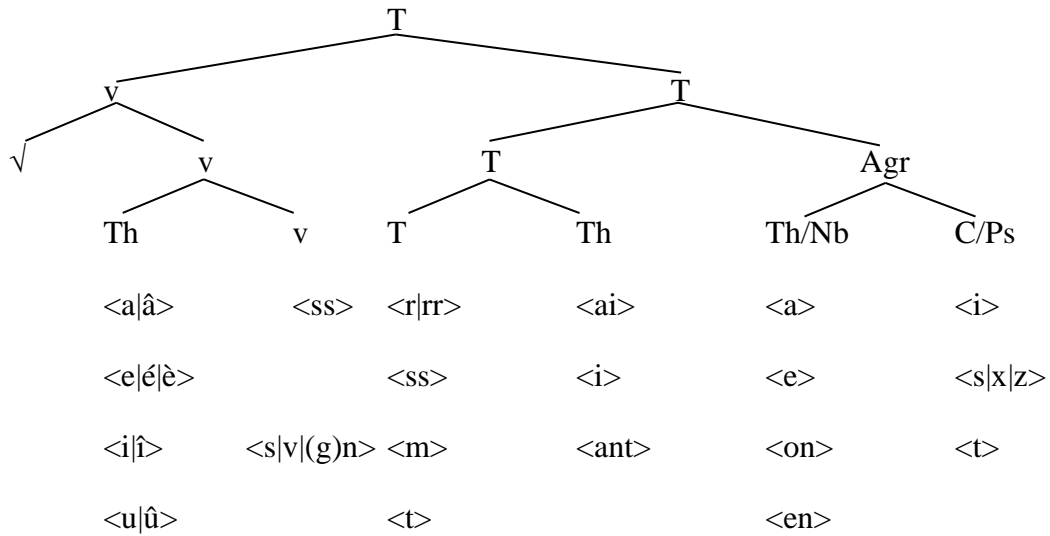 T
v T
√ v T Agr
Th v T Th Th/Nb C/Ps
<a|â> <ss> <r|rr> <ai> <a> <i>
<e|é|è> <ss> <i> <e> <s|x|z>
<i|î> <s|v|(g)n> <m> <ant> <on> <t>
<u|û> <t> <en>